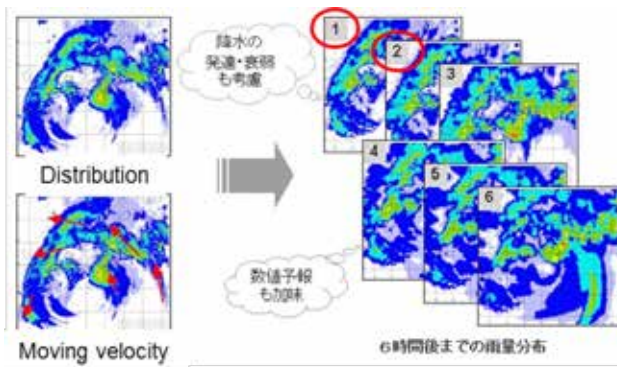 Distribution
Moving velocity
降水の
発達・衰弱
も考慮
1
2
3
4
5
6
数値予報
も加味
6時間後までの雨量分布